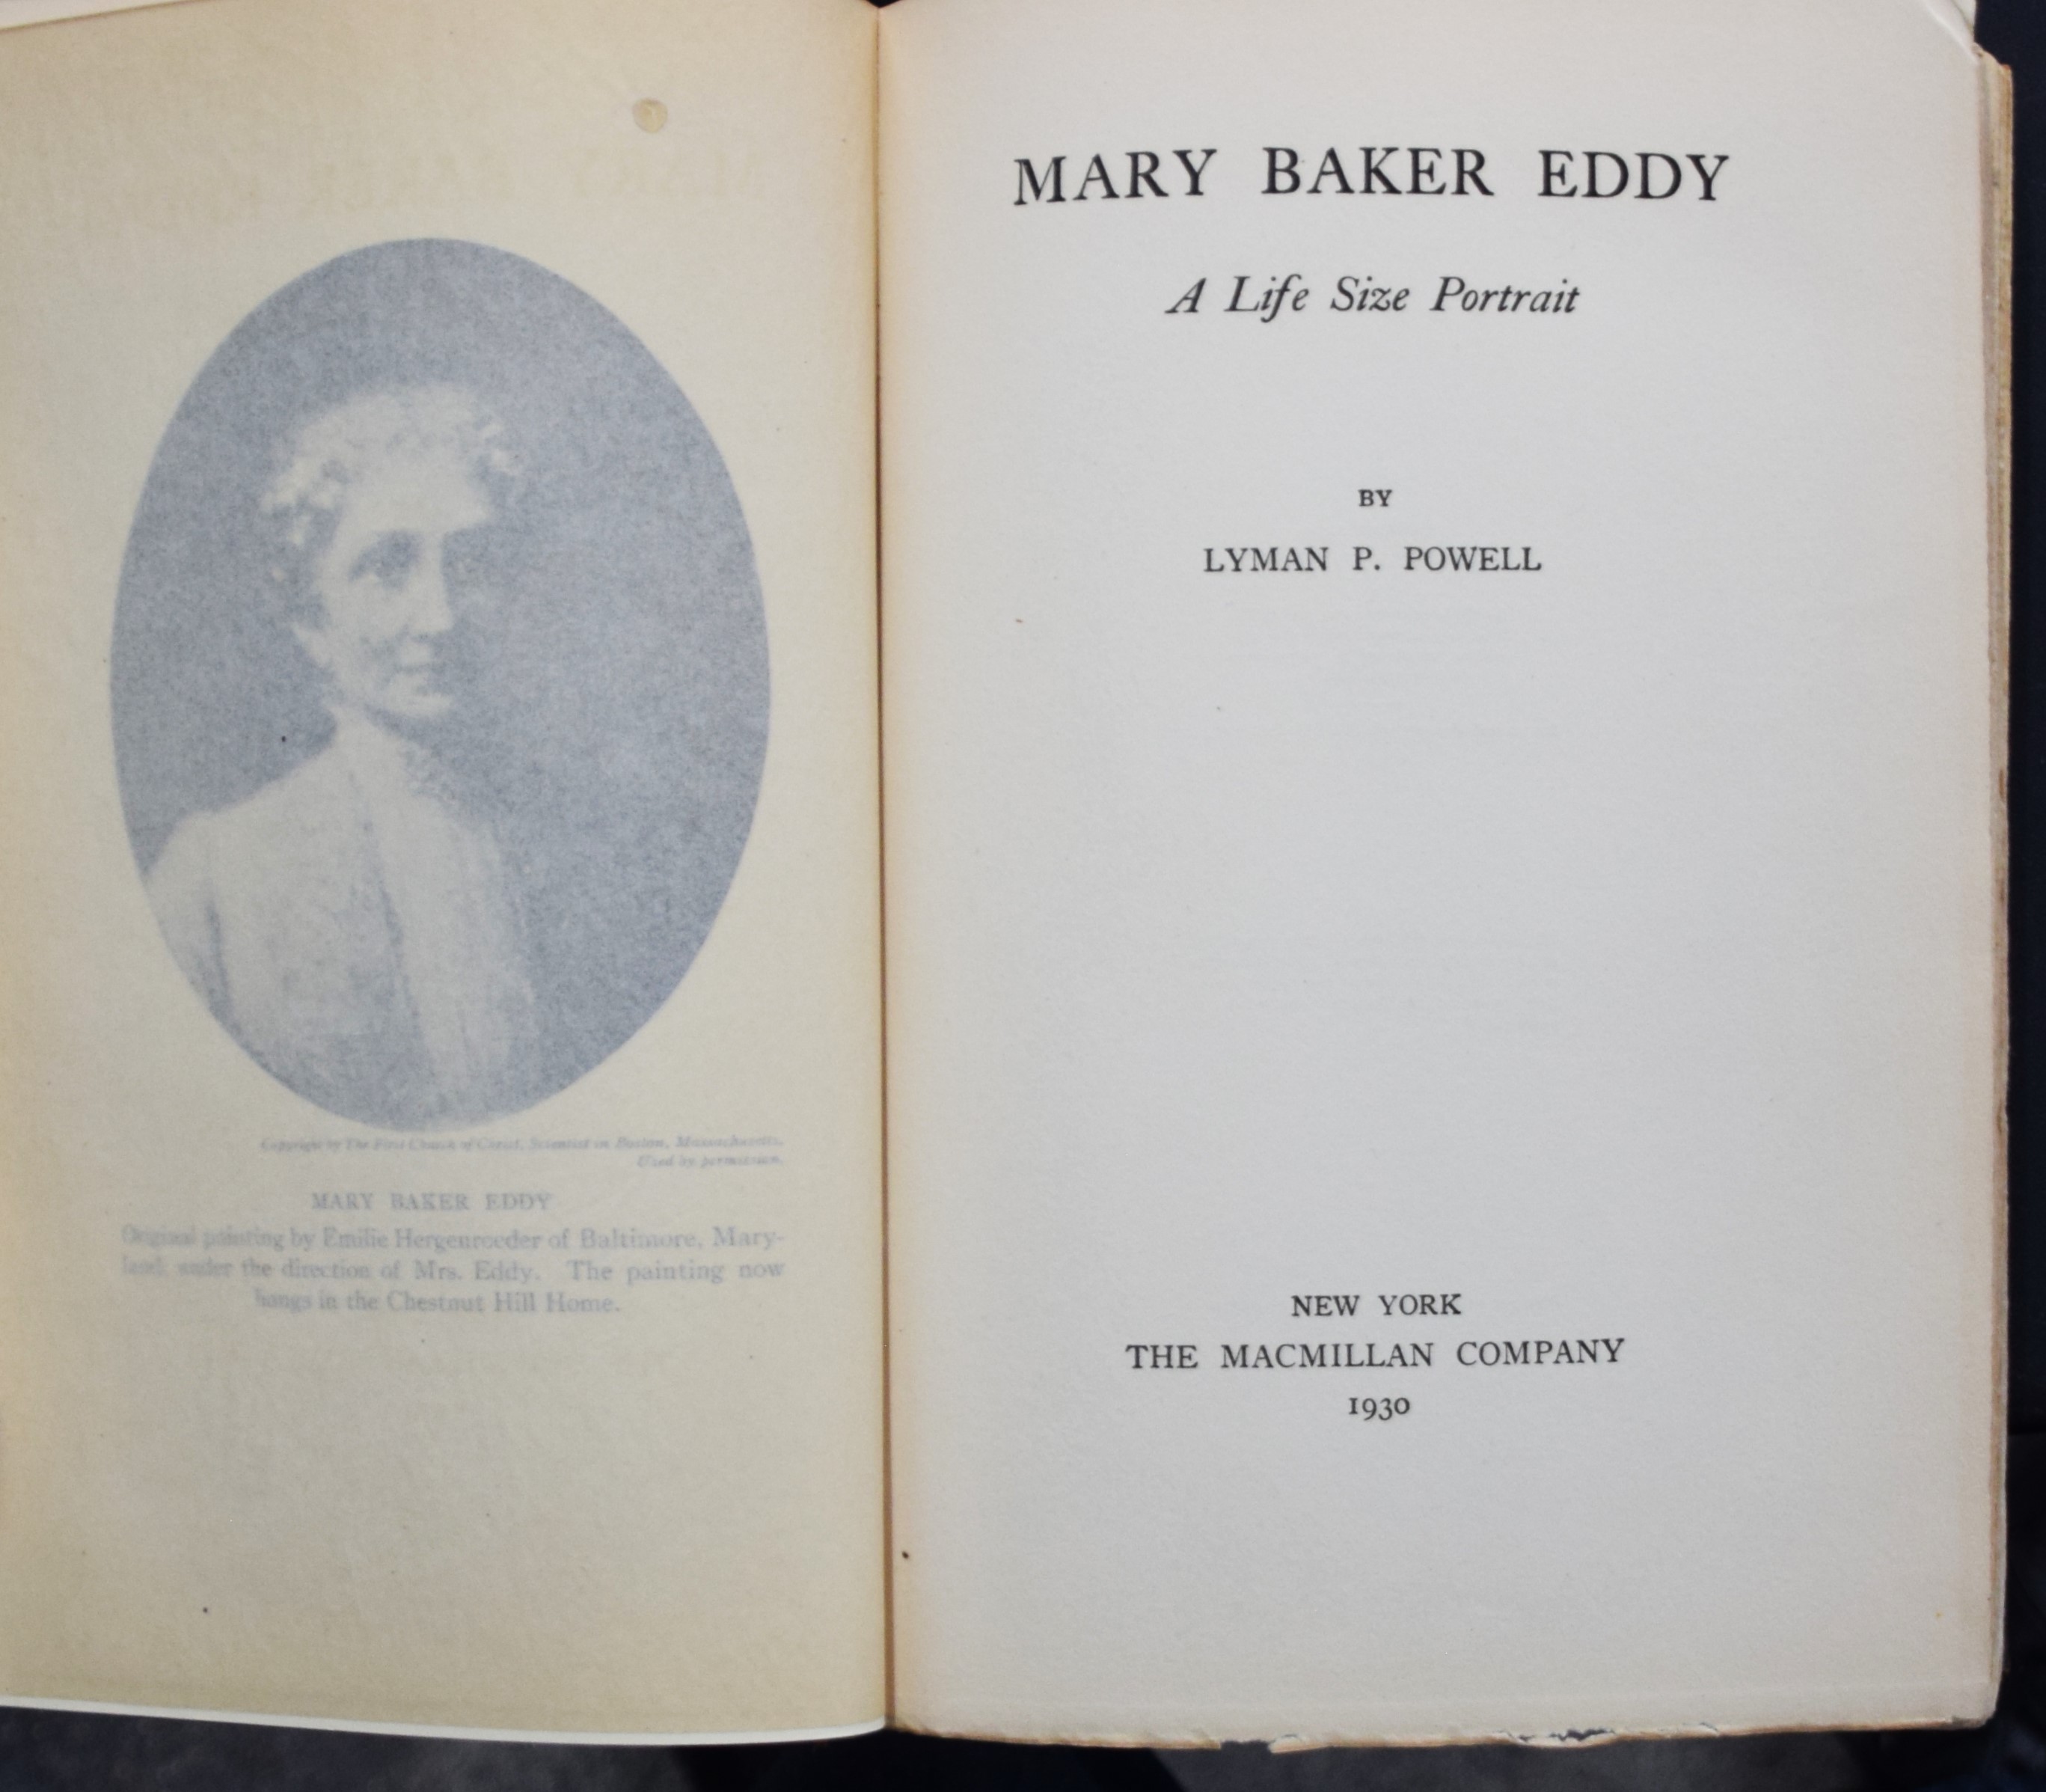 Copyright by The First Church of Christ, Scientist in Boston, Massachusetts.
Used by permission.
MARY BAKER EDDY
Original painting by Emilie Hergenroeder of Baltimore, Mary-
land, under the direction of Mrs. Eddy. The painting now
hangs in the Chestnut Hill Home.
MARY BAKER EDDY
A Life Size Portrait
BY
LYMAN P. POWELL
NEW YORK
THE MACMILLAN COMPANY
1930